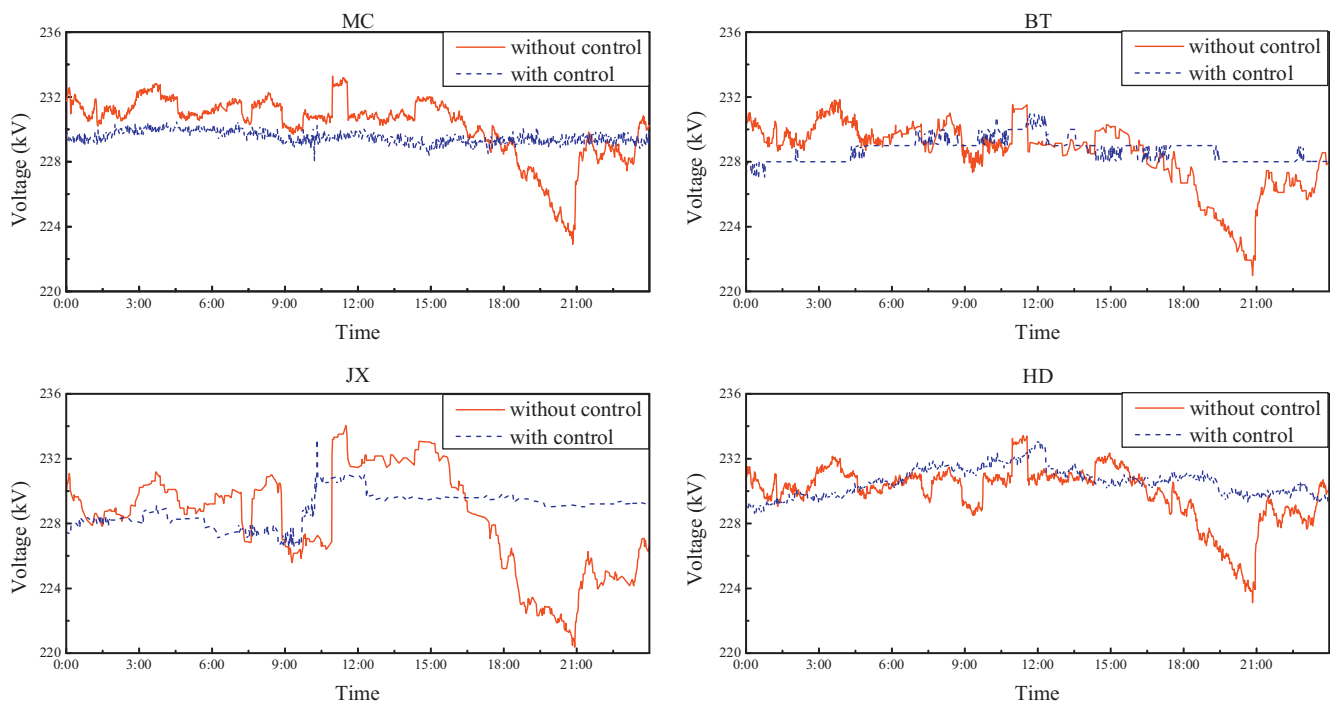 MC
236
232
228
224
220
Voltage (kV)
without control
with control
0:00 3:00 6:00 9:00 12:00 15:00 18:00 21:00
Time
BT
236
232
228
224
220
Voltage (kV)
without control
with control
0:00 3:00 6:00 9:00 12:00 15:00 18:00 21:00
Time
JX
236
232
228
224
220
Voltage (kV)
without control
with control
0:00 3:00 6:00 9:00 12:00 15:00 18:00 21:00
Time
HD
236
232
228
224
220
Voltage (kV)
without control
with control
0:00 3:00 6:00 9:00 12:00 15:00 18:00 21:00
Time